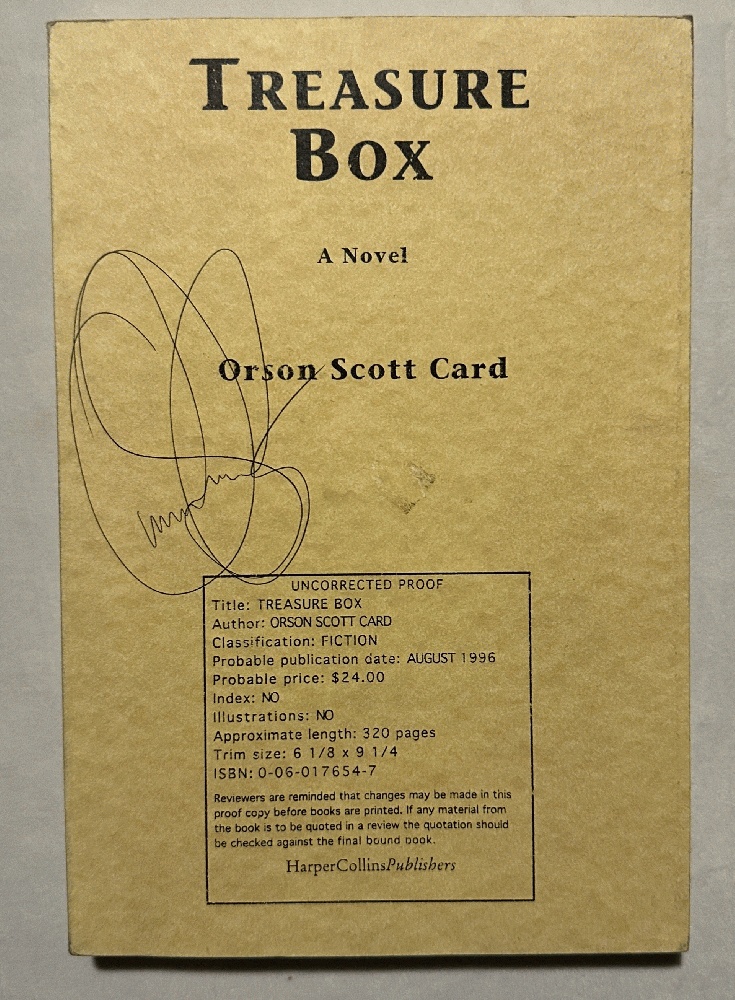 TREASURE
BOX
A Novel
Orson Scott Card
UNCORRECTED PROOF
Title: TREASURE BOX
Author: ORSON SCOTT CARD
Classification: FICTION
Probable publication date: AUGUST 1996
Probable price: $24.00
Index: NO
Illustrations: NO
Approximate length: 320 pages
Trim size: 6 1/8 x 9 1/4
ISBN: 0-06-017654-7
Reviewers are reminded that changes may be made in this
proof copy before books are printed. If any material from
the book is to be quoted in a review the quotation should
be checked against the final bound book.
HarperCollinsPublishers